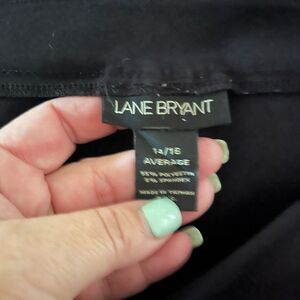 LANE BRYANT
14/16
AVERAGE
95% POLYESTER
5% SPANDEX
MADE IN TAIWAN